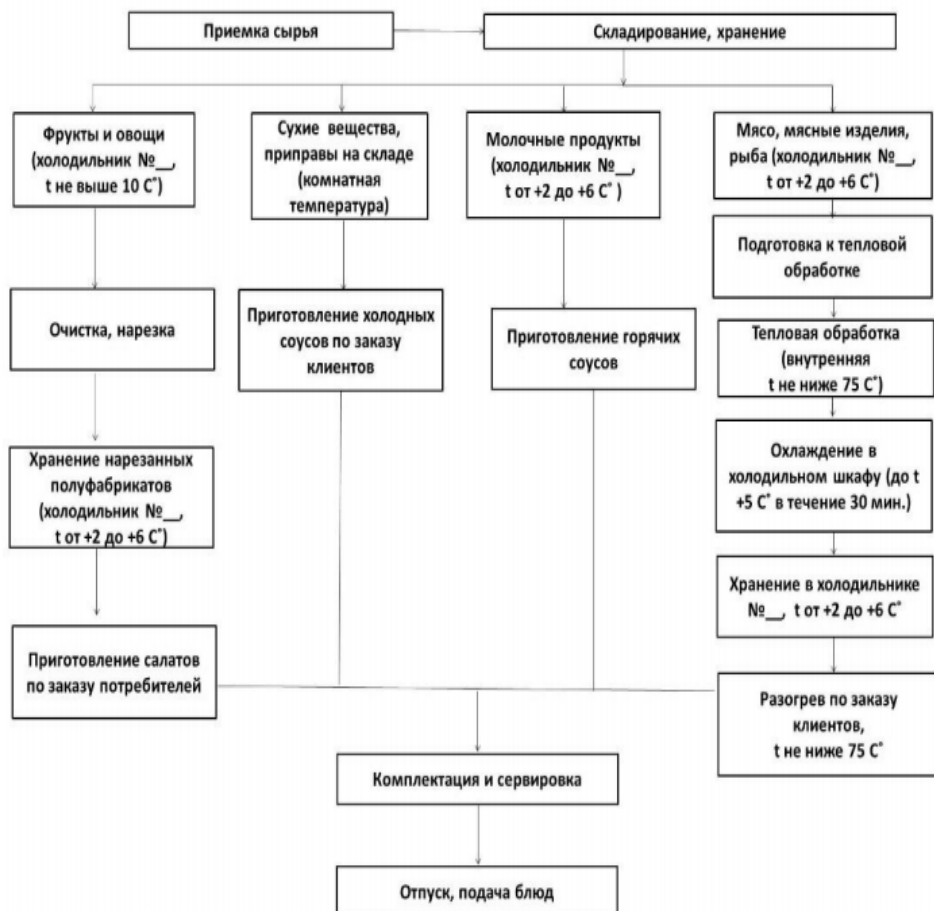 Приемка сырья
Складирование, хранение
Фрукты и овощи
(холодильник №__,
t не выше 10 С˚)
Сухие вещества,
приправы на складе
(комнатная
температура)
Молочные продукты
(холодильник №__,
t от +2 до +6 С˚ )
Мясо, мясные изделия,
рыба (холодильник №__,
t от +2 до +6 С˚)
Подготовка к тепловой
обработке
Очистка, нарезка
Приготовление холодных
соусов по заказу
клиентов
Приготовление горячих
соусов
Тепловая обработка
(внутренняя
t не ниже 75 С˚)
Хранение нарезанных
полуфабрикатов
(холодильник №__,
t от +2 до +6 С˚)
Охлаждение в
холодильном шкафу (до t
+5 С˚ в течение 30 мин.)
Хранение в холодильнике
№__, t от +2 до +6 С˚
Приготовление салатов
по заказу потребителей
Разогрев по заказу
клиентов,
t не ниже 75 С˚
Комплектация и сервировка
Отпуск, подача блюд